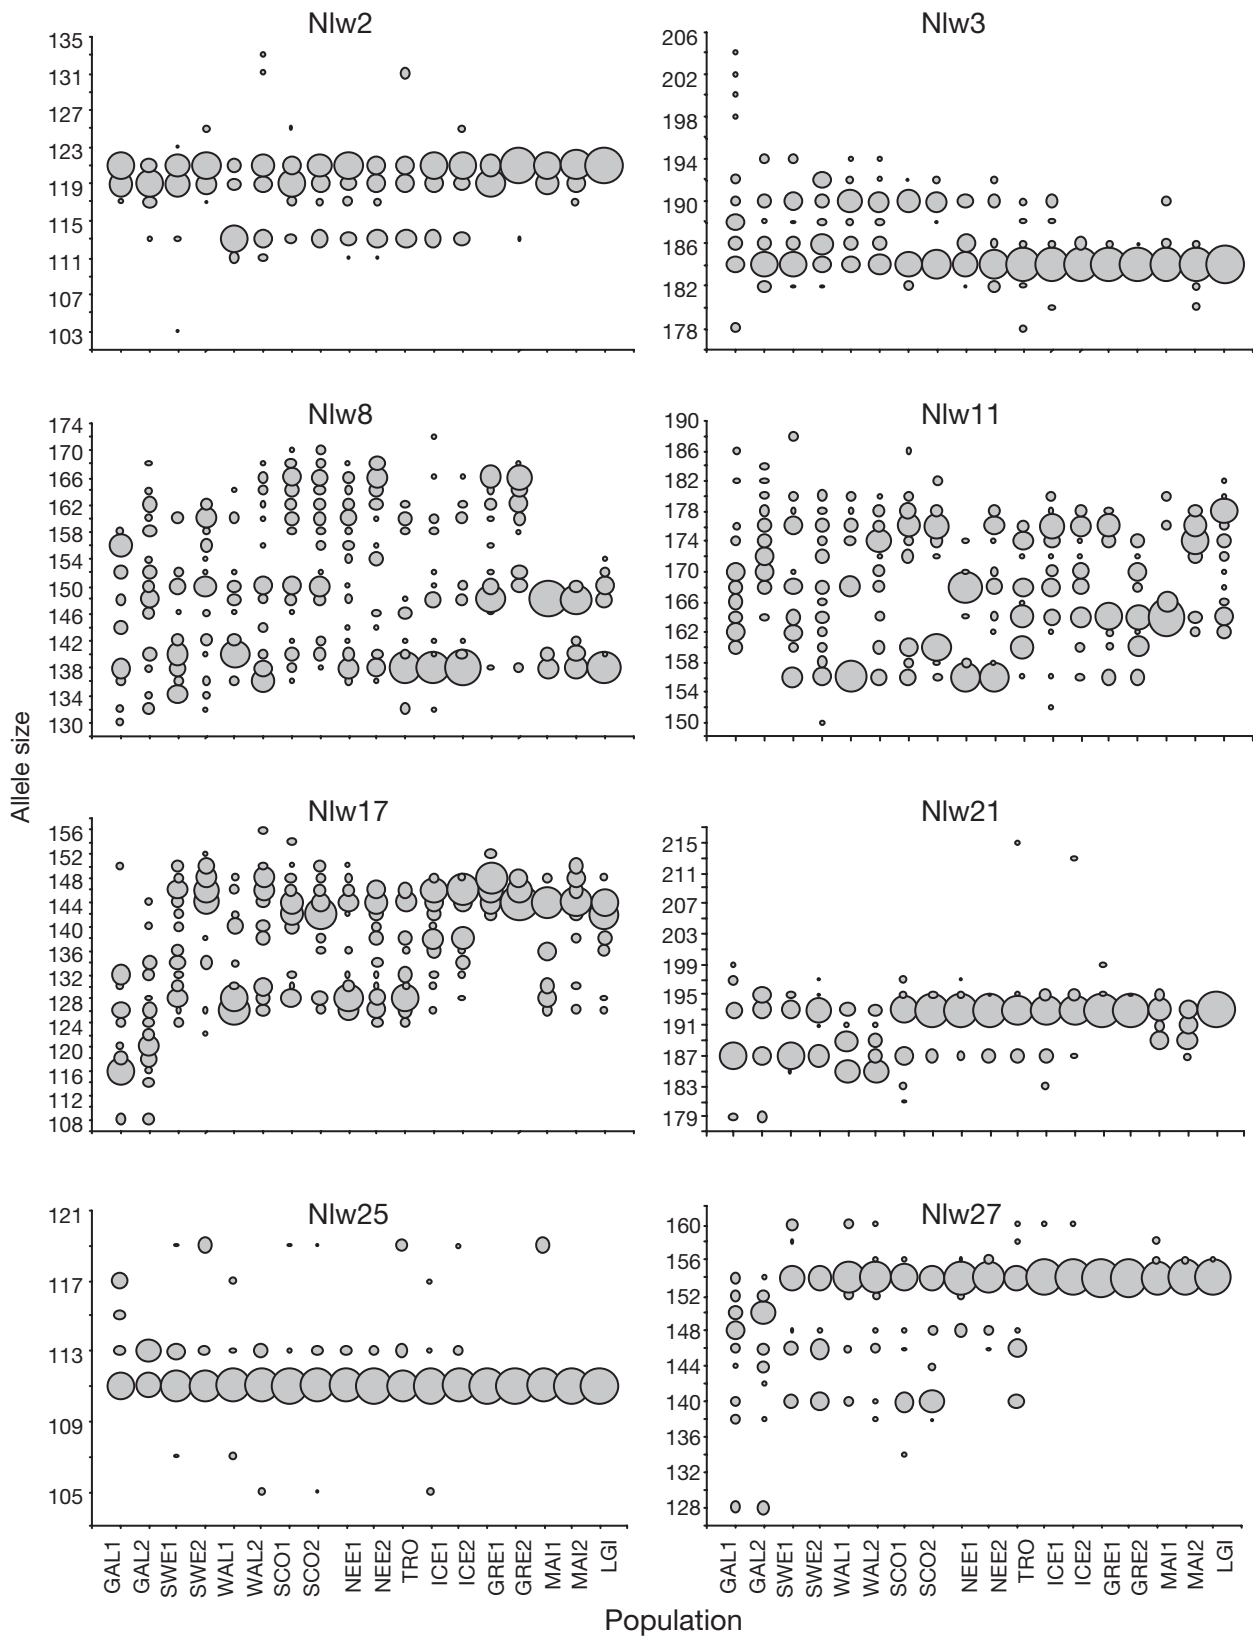 Nlw2
135
131
127
123
119
115
111
107
103
Nlw3
206
202
198
194
190
186
182
178
Nlw8
174
170
166
162
158
154
150
146
142
138
134
130
Nlw11
190
186
182
178
174
170
166
162
158
154
150
Allele size
Nlw17
156
152
148
144
140
136
132
128
124
120
116
112
108
Nlw21
215
211
207
203
199
195
191
187
183
179
Nlw25
121
117
113
109
105
Nlw27
160
156
152
148
144
140
136
132
128
GAL1
GAL2
SWE1
SWE2
WAL1
WAL2
SCO1
SCO2
NEE1
NEE2
TRO
ICE1
ICE2
GRE1
GRE2
MAI1
MAI2
LGI
GAL1
GAL2
SWE1
SWE2
WAL1
WAL2
SCO1
SCO2
NEE1
NEE2
TRO
ICE1
ICE2
GRE1
GRE2
MAI1
MAI2
LGI
Population